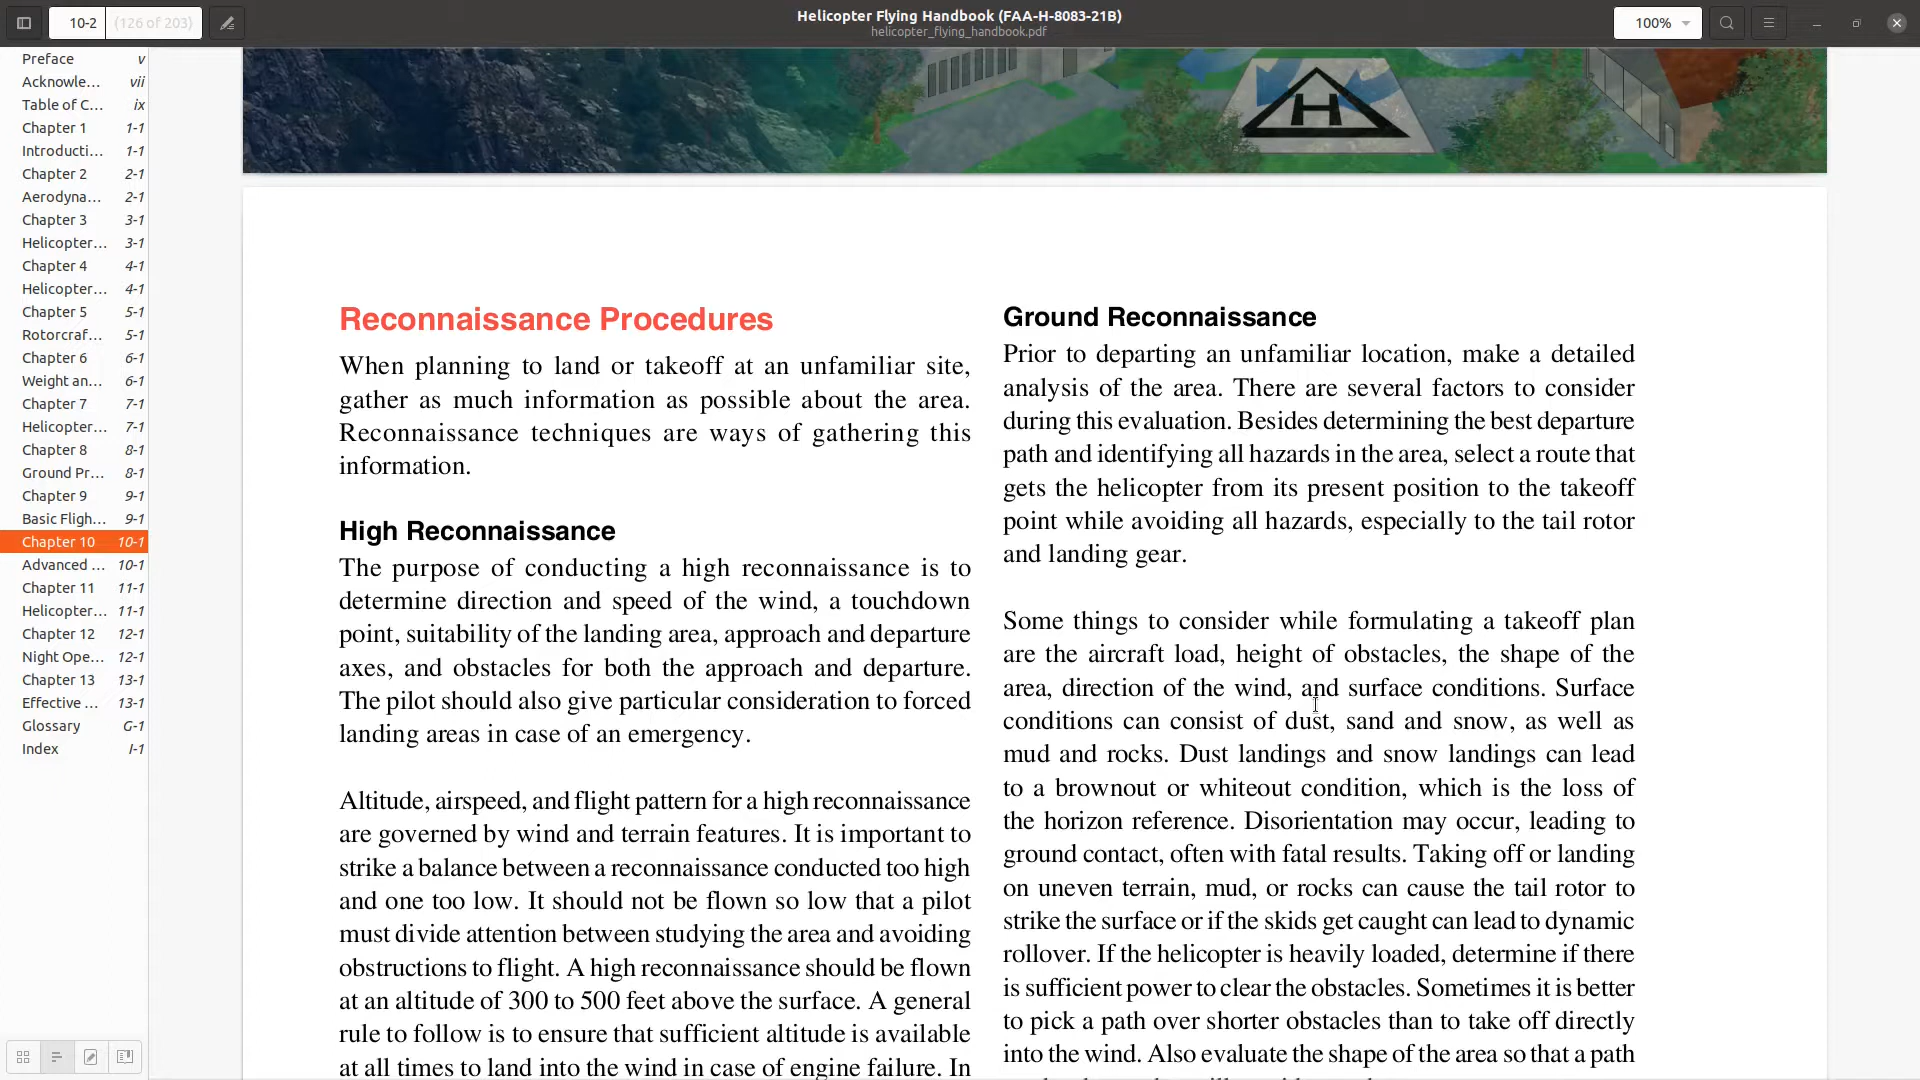 10-2
(126 of 203)
Helicopter Flying Handbook (FAA-H-8083-21B)
helicopter_flying_handbook.pdf
100%
Preface v
Acknowle... vii
Table of C... ix
Chapter 1 1-1
Introducti... 1-1
Chapter 2 2-1
Aerodyna... 2-1
Chapter 3 3-1
Helicopter... 3-1
Chapter 4 4-1
Helicopter... 4-1
Chapter 5 5-1
Rotorcraf... 5-1
Chapter 6 6-1
Weight an... 6-1
Chapter 7 7-1
Helicopter... 7-1
Chapter 8 8-1
Ground Pr... 8-1
Chapter 9 9-1
Basic Fligh... 9-1
Chapter 10 10-1
Advanced ... 10-1
Chapter 11 11-1
Helicopter... 11-1
Chapter 12 12-1
Night Ope... 12-1
Chapter 13 13-1
Effective ... 13-1
Glossary G-1
Index I-1
H
Reconnaissance Procedures
When planning to land or takeoff at an unfamiliar site,
gather as much information as possible about the area.
Reconnaissance techniques are ways of gathering this
information.
High Reconnaissance
The purpose of conducting a high reconnaissance is to
determine direction and speed of the wind, a touchdown
point, suitability of the landing area, approach and departure
axes, and obstacles for both the approach and departure.
The pilot should also give particular consideration to forced
landing areas in case of an emergency.
Altitude, airspeed, and flight pattern for a high reconnaissance
are governed by wind and terrain features. It is important to
strike a balance between a reconnaissance conducted too high
and one too low. It should not be flown so low that a pilot
must divide attention between studying the area and avoiding
obstructions to flight. A high reconnaissance should be flown
at an altitude of 300 to 500 feet above the surface. A general
rule to follow is to ensure that sufficient altitude is available
at all times to land into the wind in case of engine failure. In
Ground Reconnaissance
Prior to departing an unfamiliar location, make a detailed
analysis of the area. There are several factors to consider
during this evaluation. Besides determining the best departure
path and identifying all hazards in the area, select a route that
gets the helicopter from its present position to the takeoff
point while avoiding all hazards, especially to the tail rotor
and landing gear.
Some things to consider while formulating a takeoff plan
are the aircraft load, height of obstacles, the shape of the
area, direction of the wind, and surface conditions. Surface
conditions can consist of dust, sand and snow, as well as
mud and rocks. Dust landings and snow landings can lead
to a brownout or whiteout condition, which is the loss of
the horizon reference. Disorientation may occur, leading to
ground contact, often with fatal results. Taking off or landing
on uneven terrain, mud, or rocks can cause the tail rotor to
strike the surface or if the skids get caught can lead to dynamic
rollover. If the helicopter is heavily loaded, determine if there
is sufficient power to clear the obstacles. Sometimes it is better
to pick a path over shorter obstacles than to take off directly
into the wind. Also evaluate the shape of the area so that a path